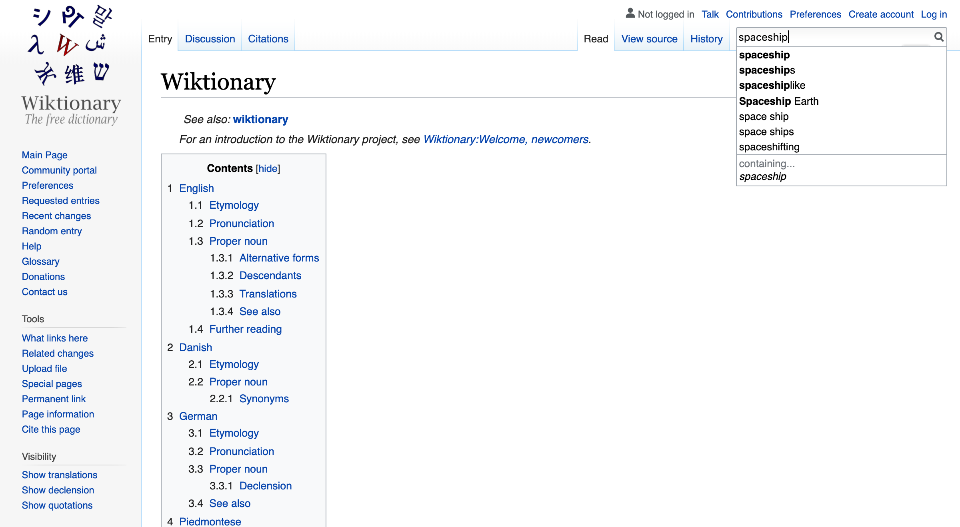 Not logged in Talk Contributions Preferences Create account Log in
Entry Discussion Citations Read View source History spaceship
Wiktionary
The free dictionary
Main Page
Community portal
Preferences
Requested entries
Recent changes
Random entry
Help
Glossary
Donations
Contact us
Tools
What links here
Related changes
Upload file
Special pages
Permanent link
Page information
Cite this page
Visibility
Show translations
Show declension
Show quotations
Wiktionary
See also: wiktionary
For an introduction to the Wiktionary project, see Wiktionary:Welcome, newcomers.
Contents [hide]
1 English
1.1 Etymology
1.2 Pronunciation
1.3 Proper noun
1.3.1 Alternative forms
1.3.2 Descendants
1.3.3 Translations
1.3.4 See also
1.4 Further reading
2 Danish
2.1 Etymology
2.2 Proper noun
2.2.1 Synonyms
3 German
3.1 Etymology
3.2 Pronunciation
3.3 Proper noun
3.3.1 Declension
3.4 See also
4 Piedmontese
spaceship
spaceships
spaceshiplike
Spaceship Earth
space ship
space ships
spaceshifting
containing...
spaceship